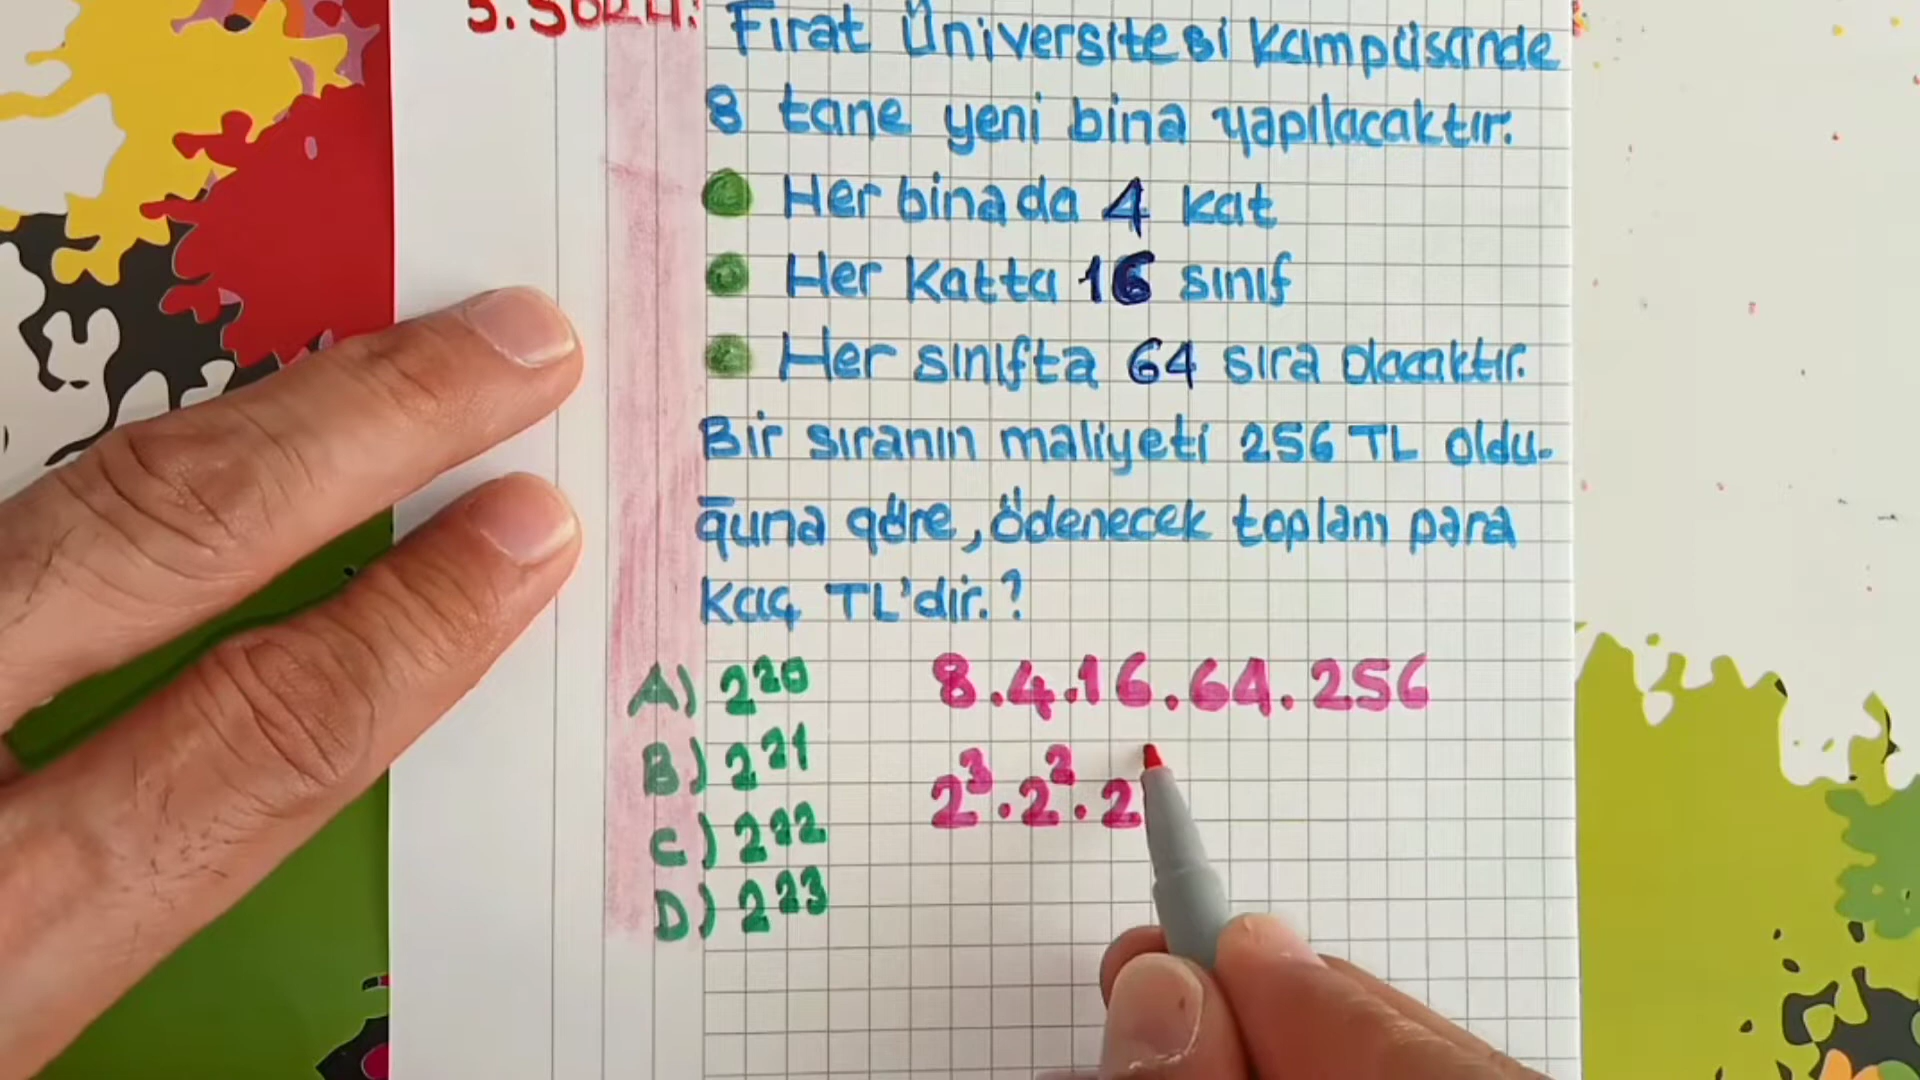 5. SORU:
Fırat Üniversitesi kampüsünde
8 tane yeni bina yapılacaktır.
Her binada 4 kat
Her katta 16 sınıf
Her sınıfta 64 sıra olacaktır.
Bir sıranın maliyeti 256 TL oldu-
ğuna göre, ödenecek toplam para
kaç TL'dir.?
A) 2²⁰
8.4.16.64.256
B) 2²¹
2³.2².2
C) 2²²
D) 2²³